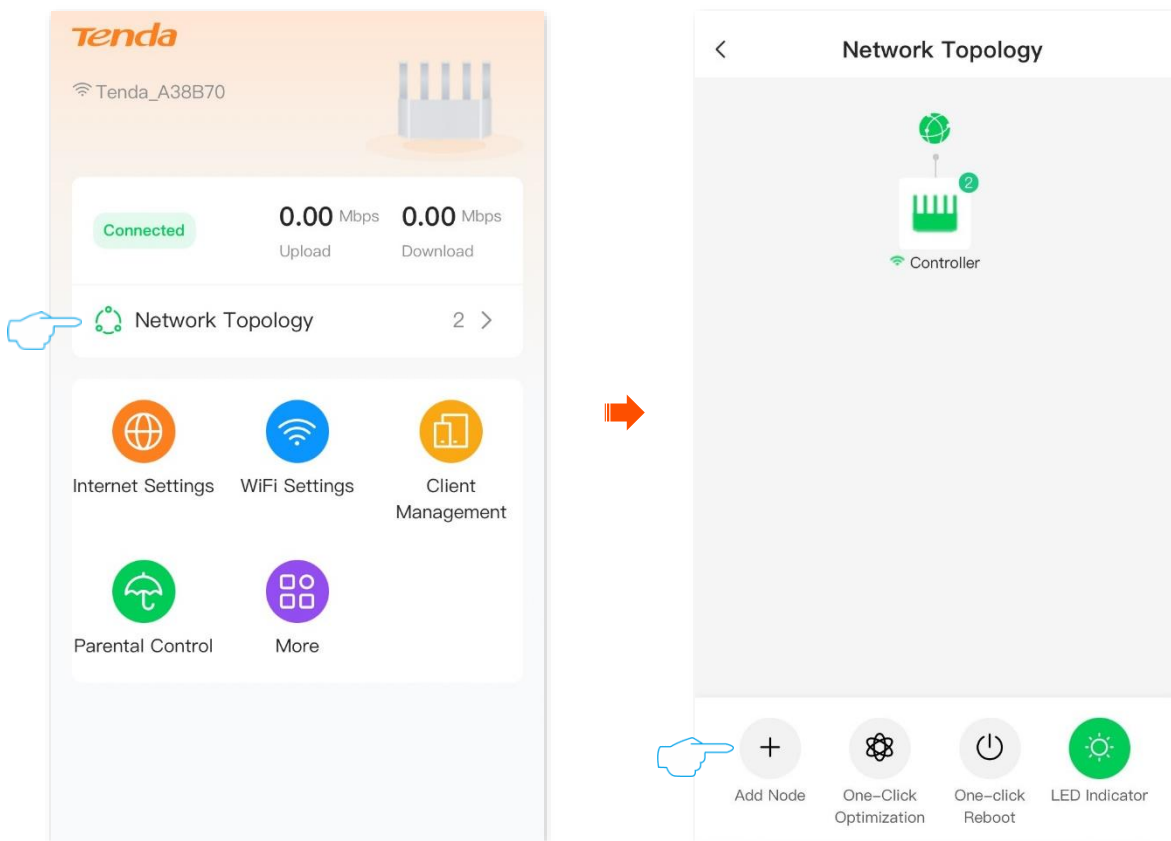 Tenda
Tenda_A38B70
Connected
0.00 Mbps 0.00 Mbps
Upload Download
Network Topology 2
Internet Settings WiFi Settings Client
Management
Parental Control More
Network Topology
2
Controller
Add Node One-Click One-click LED Indicator
Optimization Reboot